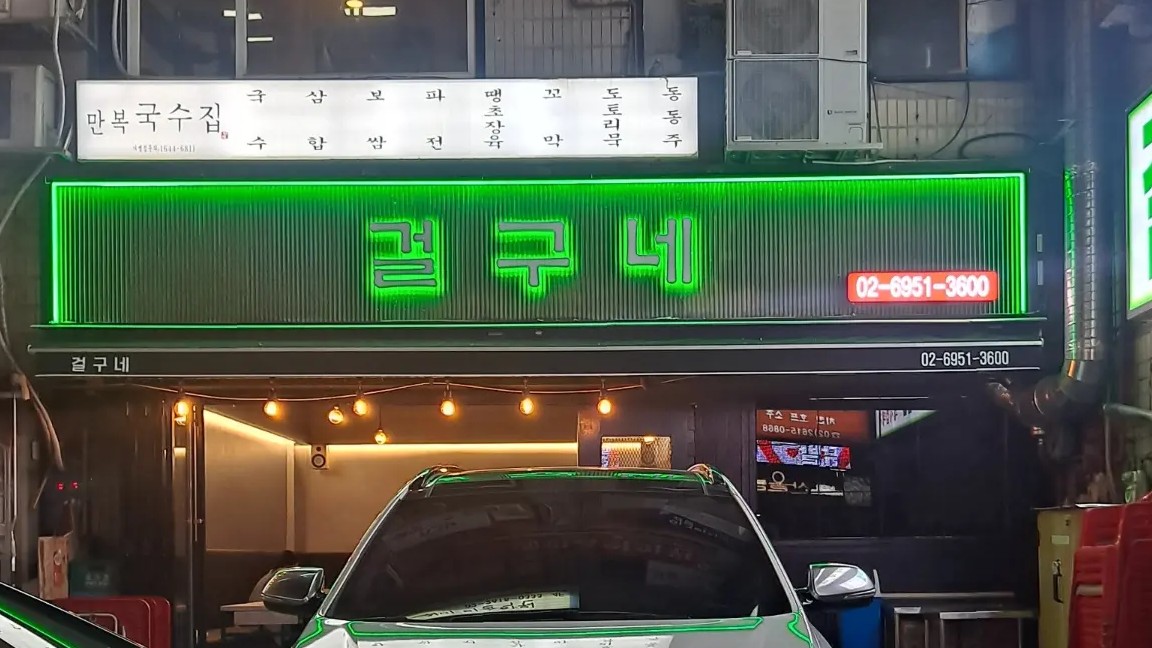 만복국수집
국수 삼합 보쌈 파전 땡초장육 꼬막 도토리묵 동동주
걸구네
02-6951-3600
걸구네 02-6951-3600